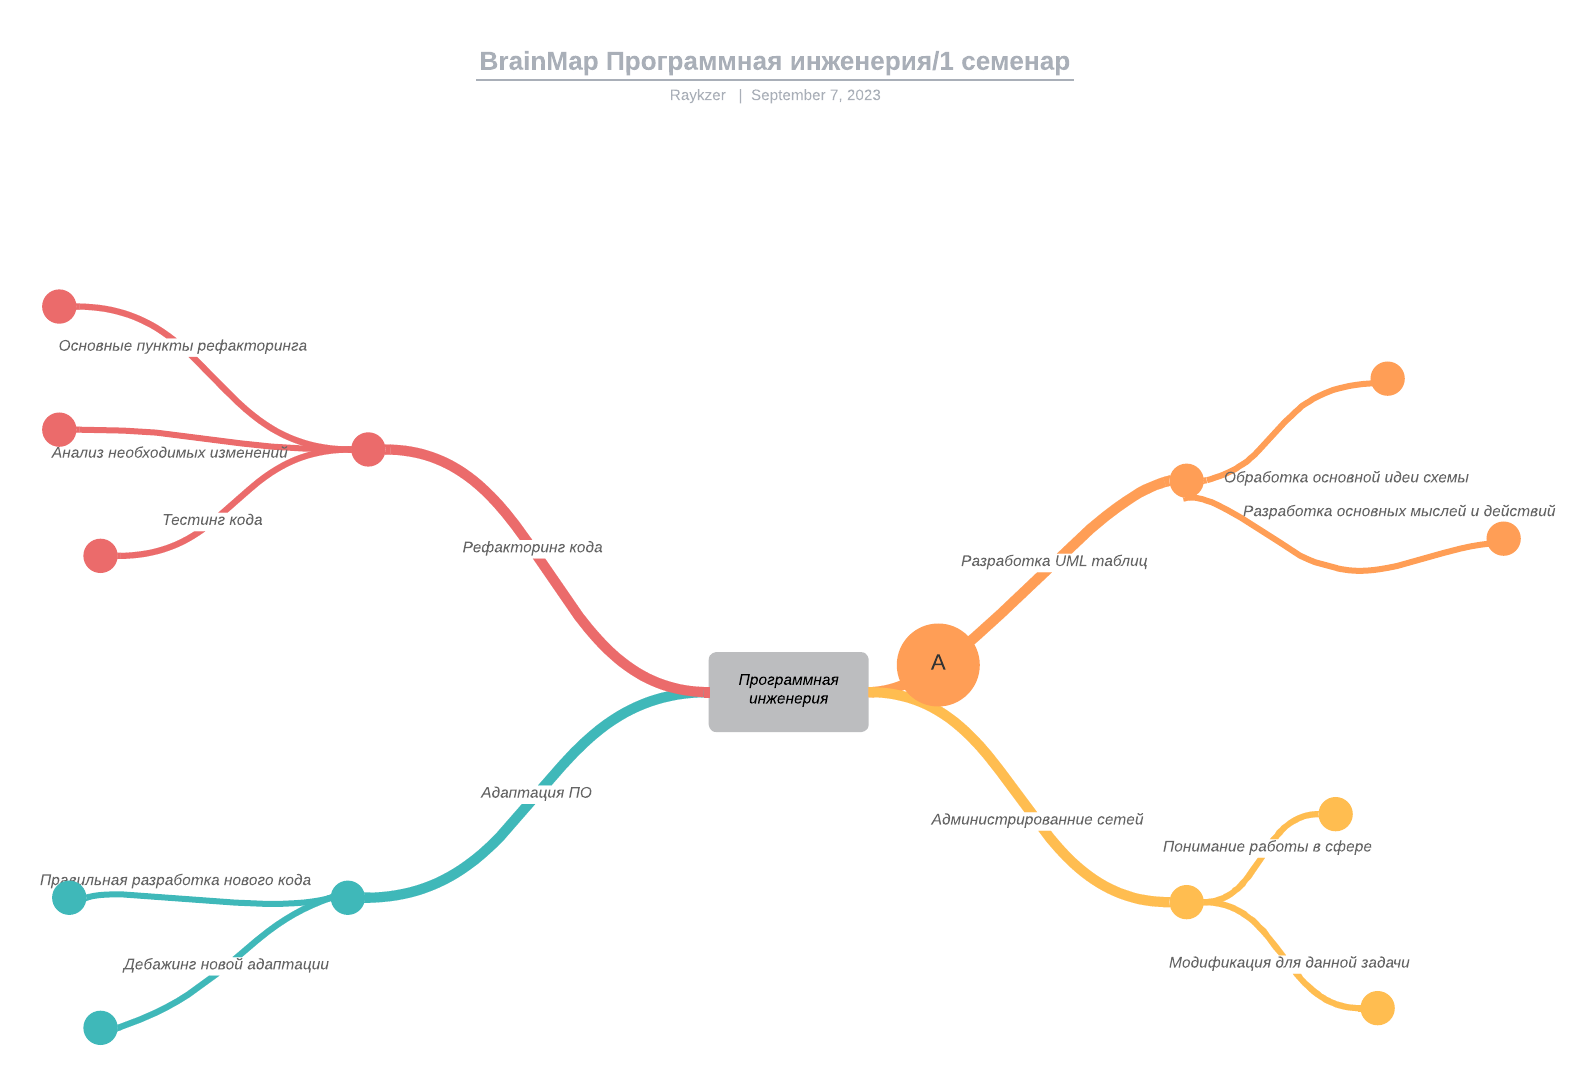 BrainMap Программная инженерия/1 семенар
Raykzer | September 7, 2023
Основные пункты рефакторинга
Анализ необходимых изменений
Тестинг кода
Рефакторинг кода
Обработка основной идеи схемы
Разработка основных мыслей и действий
Разработка UML таблиц
A
Программная
инженерия
Адаптация ПО
Администрированние сетей
Понимание работы в сфере
Правильная разработка нового кода
Дебажинг новой адаптации
Модификация для данной задачи